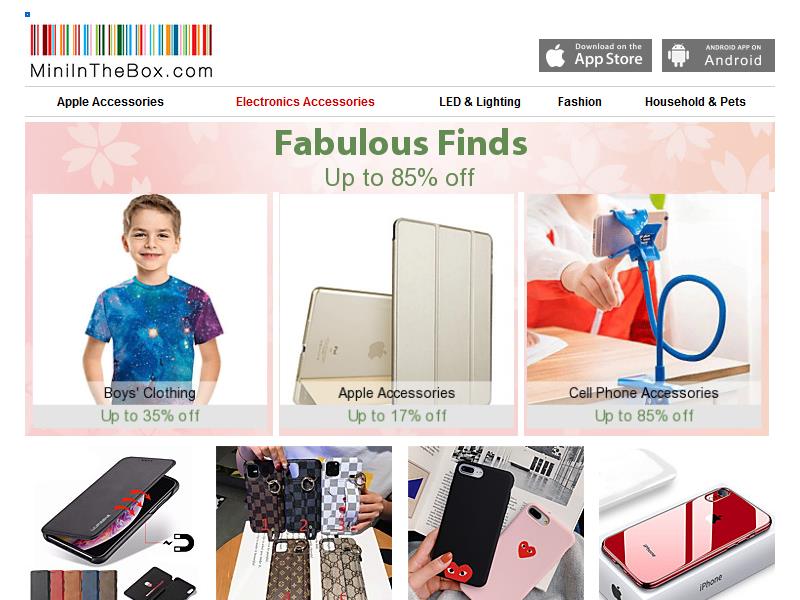 MiniInTheBox.com
Download on the
App Store
ANDROID APP ON
Android
Apple Accessories
Electronics Accessories
LED & Lighting
Fashion
Household & Pets
Fabulous Finds
Up to 85% off
Boys' Clothing
Up to 35% off
Apple Accessories
Up to 17% off
Cell Phone Accessories
Up to 85% off
iPad
1 2 3
iPhone
iPhone